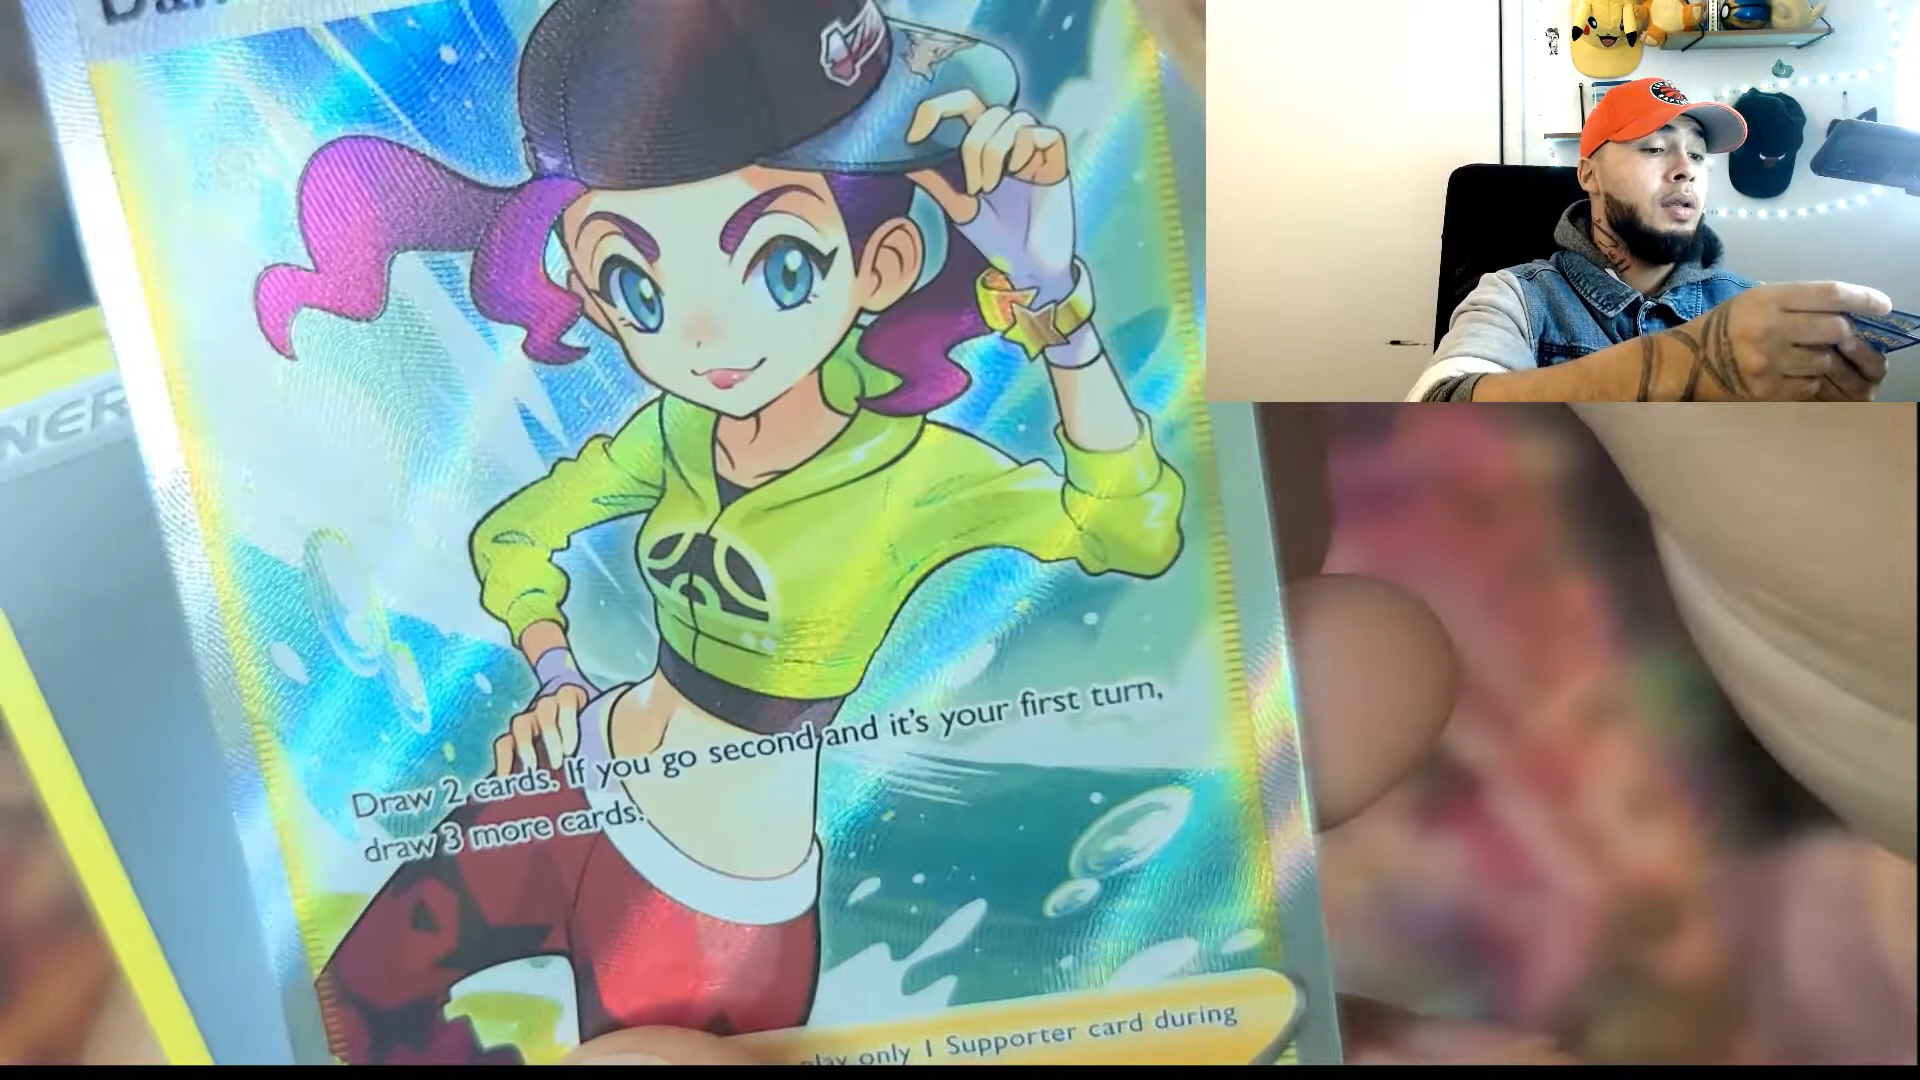 NER
Draw 2 cards. If you go second and it's your first turn,
draw 3 more cards.
play only 1 Supporter card during